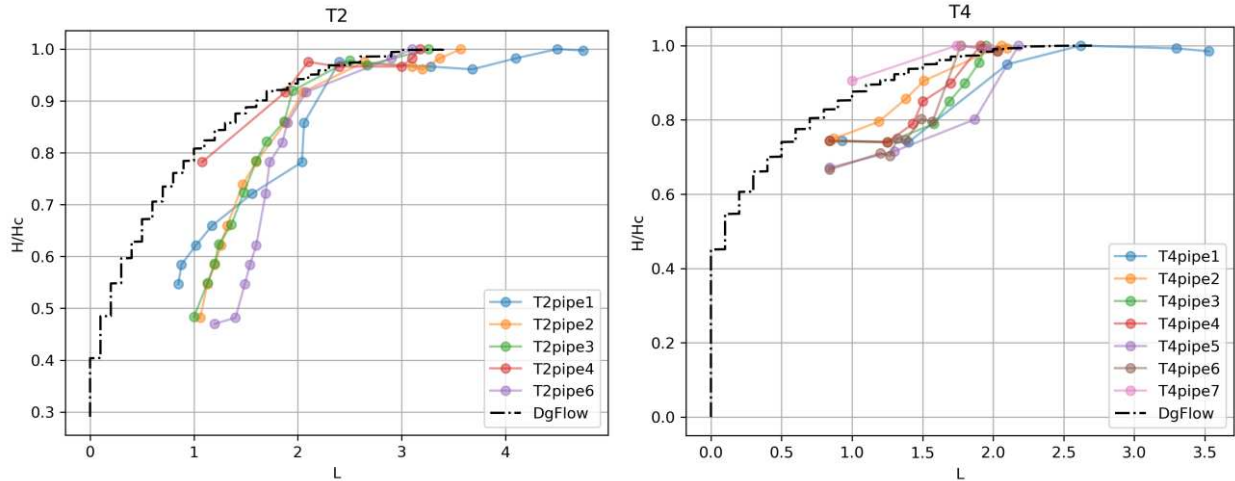 T2
H/Hc
1.0
0.9
0.8
0.7
0.6
0.5
0.4
0.3
0
1
2
3
4
L
T2pipe1
T2pipe2
T2pipe3
T2pipe4
T2pipe6
DgFlow
T4
H/Hc
1.0
0.8
0.6
0.4
0.2
0.0
0.0
0.5
1.0
1.5
2.0
2.5
3.0
3.5
L
T4pipe1
T4pipe2
T4pipe3
T4pipe4
T4pipe5
T4pipe6
T4pipe7
DgFlow